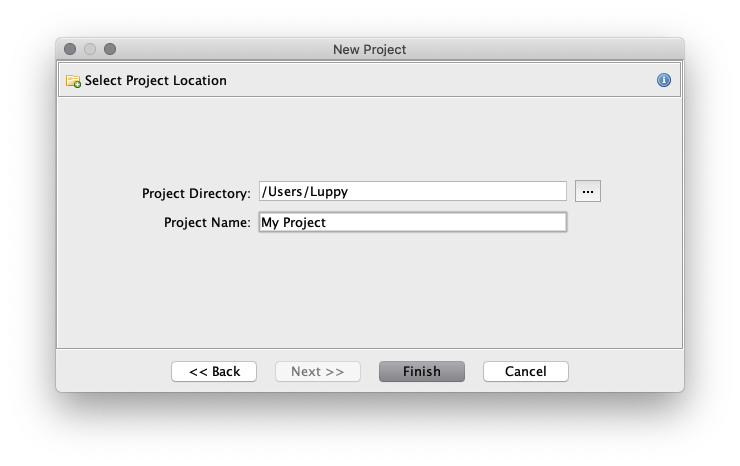 New Project
Select Project Location
Project Directory: /Users/Luppy ...
Project Name: My Project
<< Back Next >> Finish Cancel